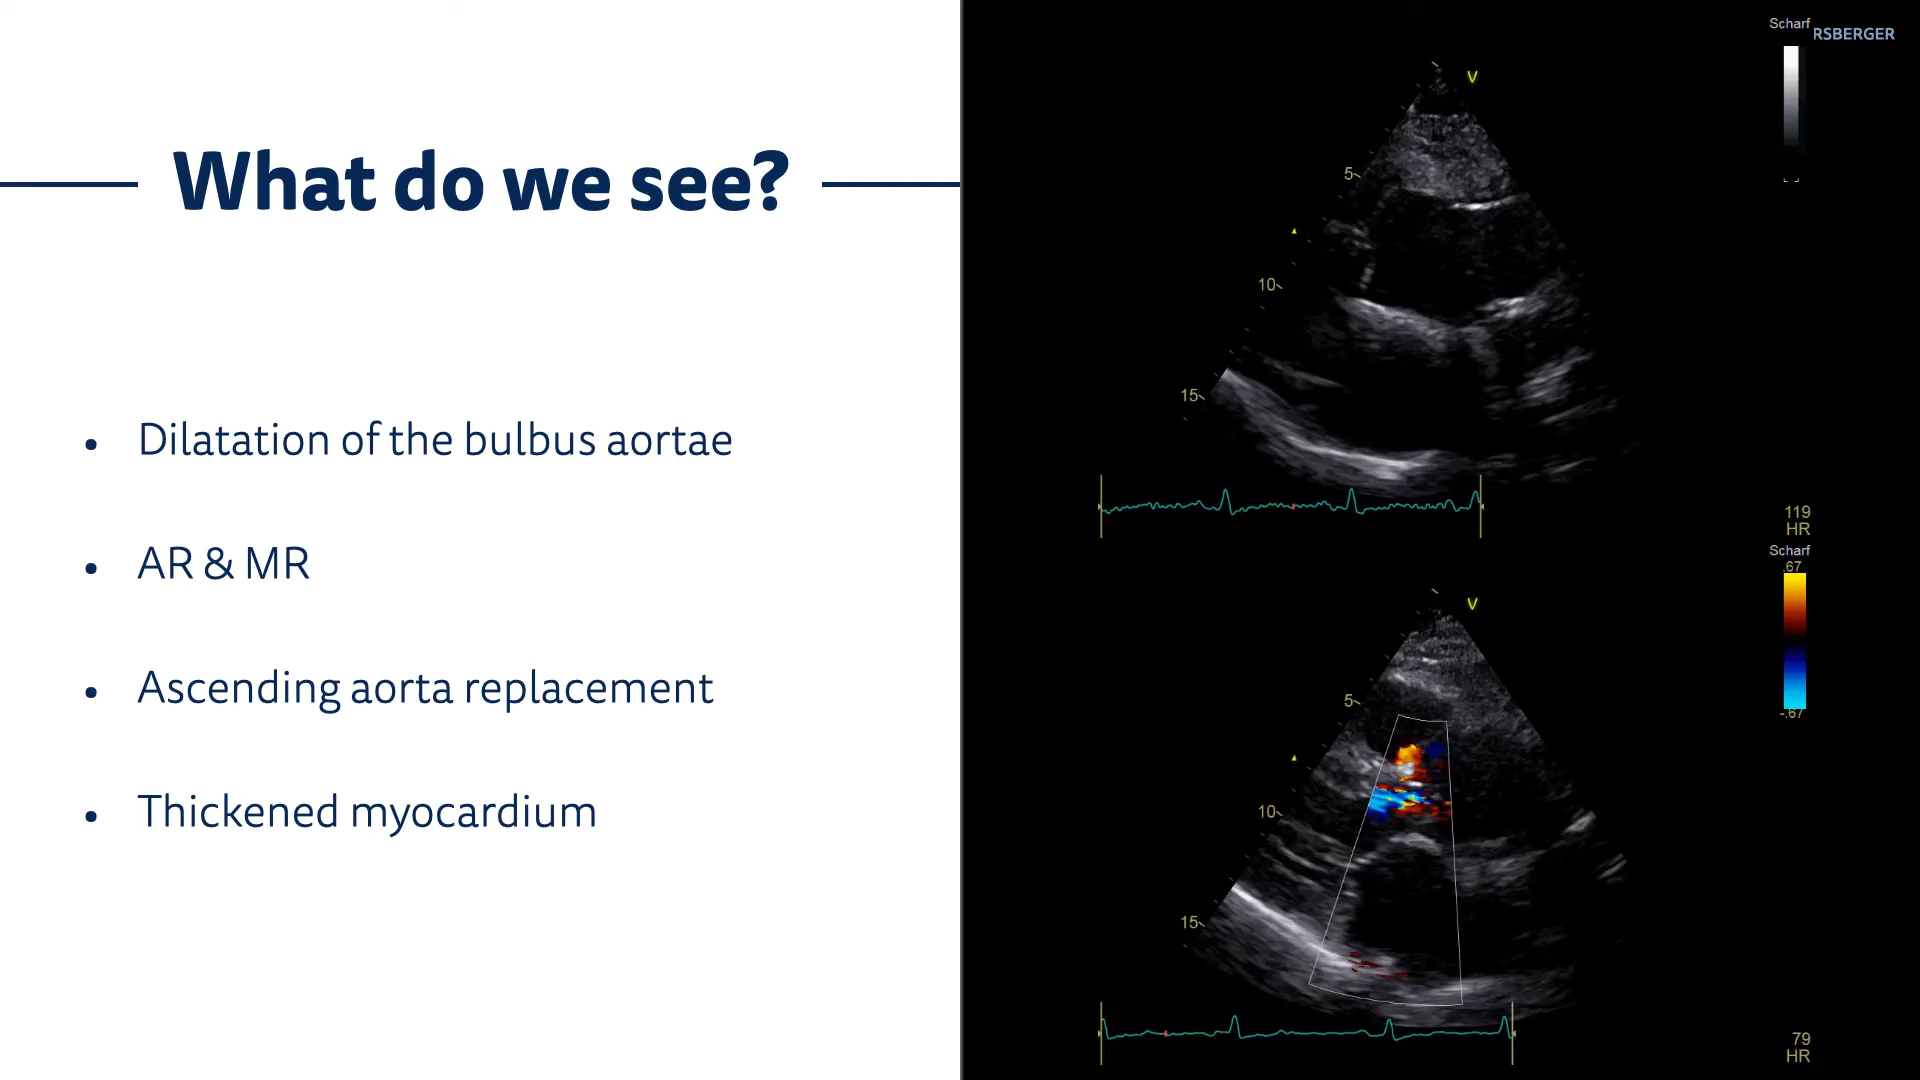 What do we see?
• Dilatation of the bulbus aortae
• AR & MR
• Ascending aorta replacement
• Thickened myocardium
Scharf
RSBERGER
V
5
10
15
119
HR
Scharf
.67
-.67
V
5
10
15
79
HR